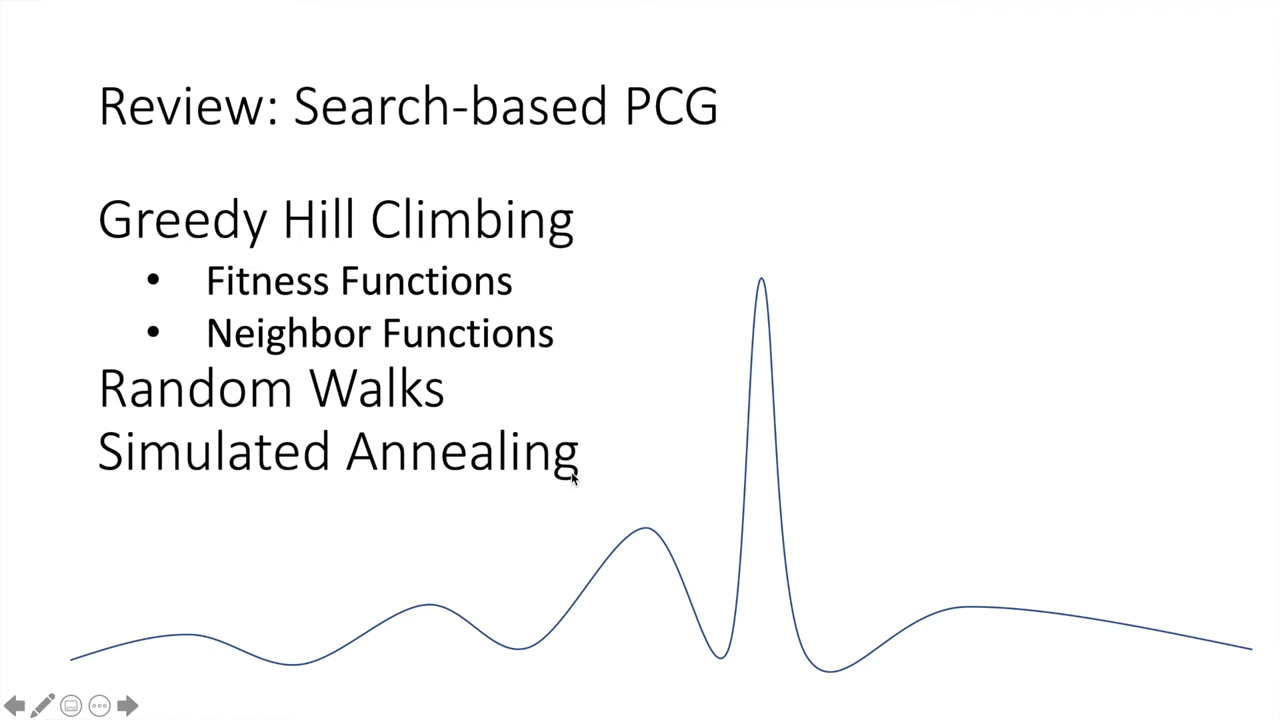 Review: Search-based PCG
Greedy Hill Climbing
• Fitness Functions
• Neighbor Functions
Random Walks
Simulated Annealing